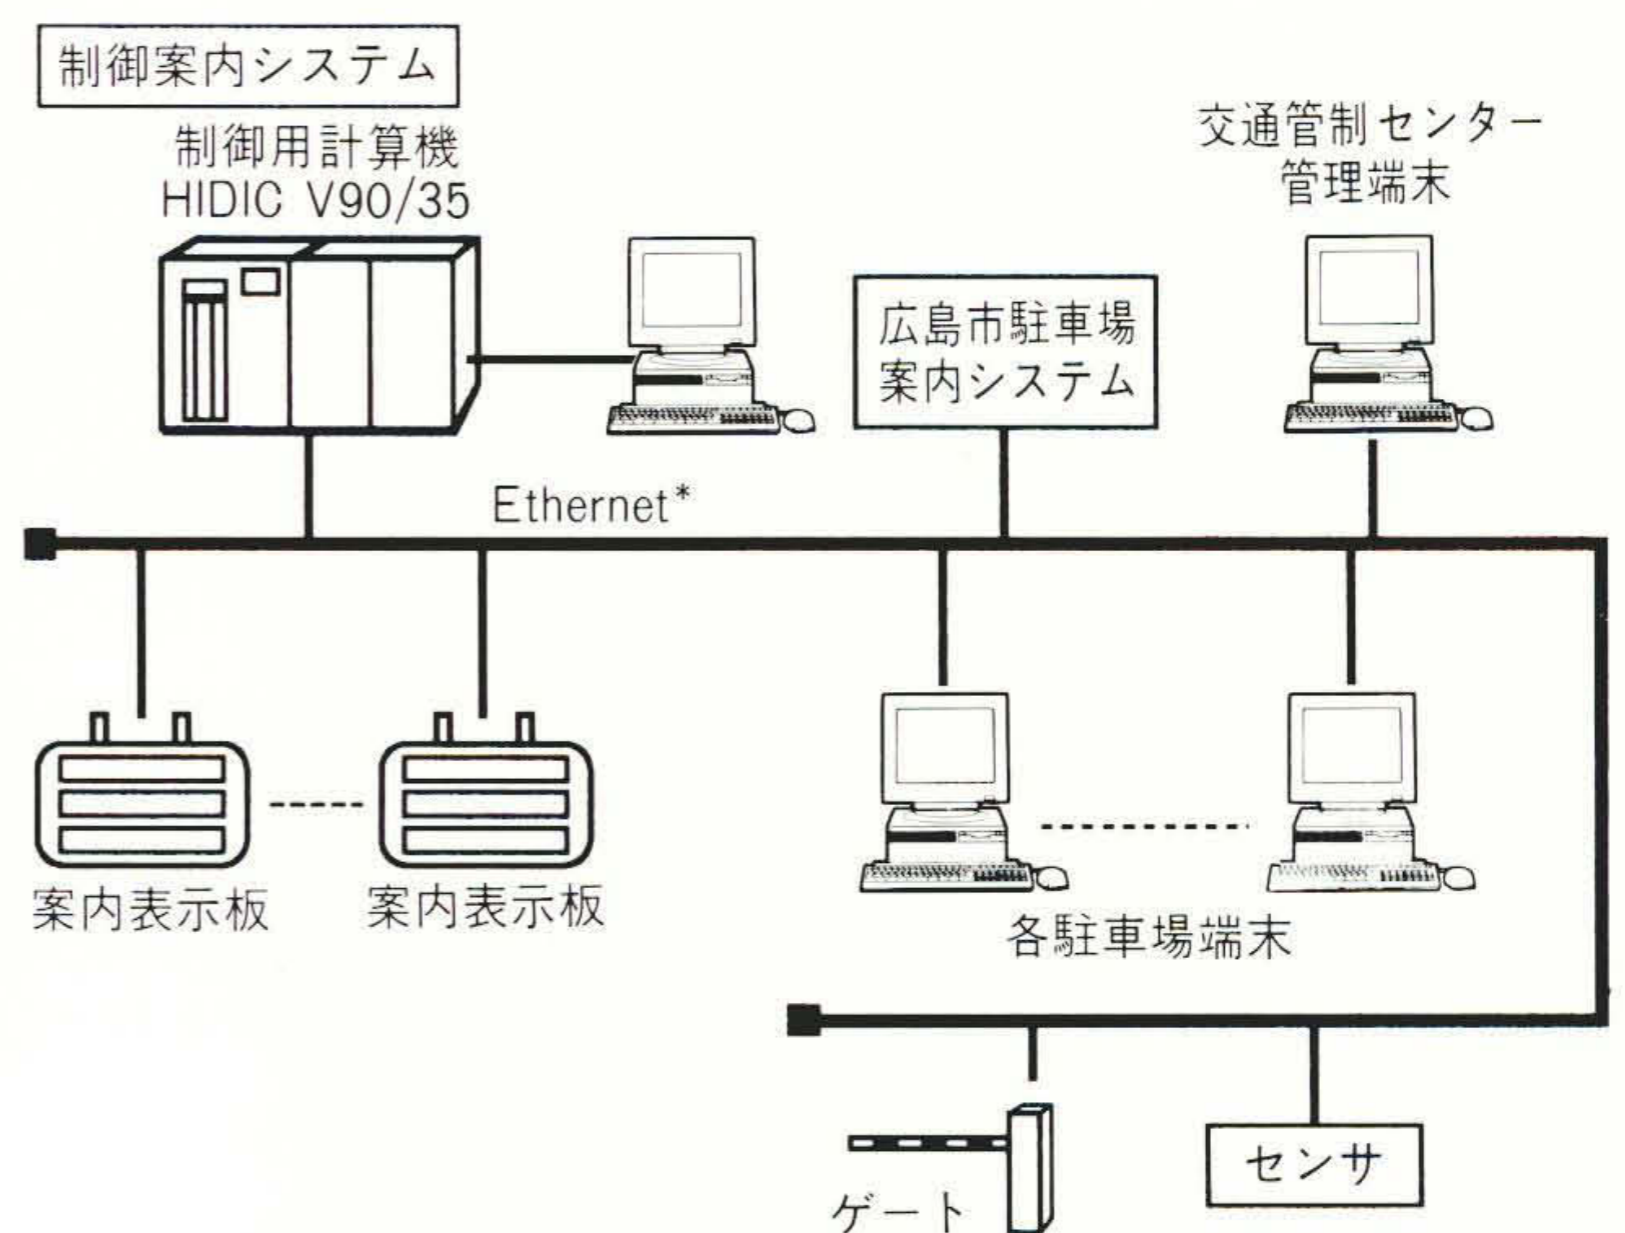 制御案内システム
制御用計算機
HIDIC V90/35
交通管制センター
管理端末
広島市駐車場
案内システム
Ethernet*
案内表示板
案内表示板
各駐車場端末
ゲート
センサ